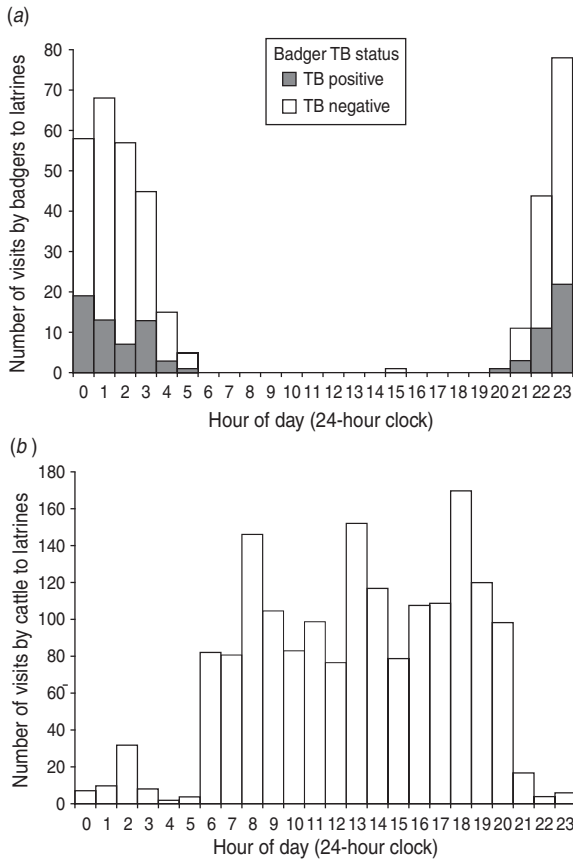 (a)
Number of visits by badgers to latrines
80
70
60
50
40
30
20
10
0
Badger TB status
TB positive
TB negative
0 1 2 3 4 5 6 7 8 9 10 11 12 13 14 15 16 17 18 19 20 21 22 23
Hour of day (24-hour clock)
(b)
Number of visits by cattle to latrines
180
160
140
120
100
80
60
40
20
0
0 1 2 3 4 5 6 7 8 9 10 11 12 13 14 15 16 17 18 19 20 21 22 23
Hour of day (24-hour clock)